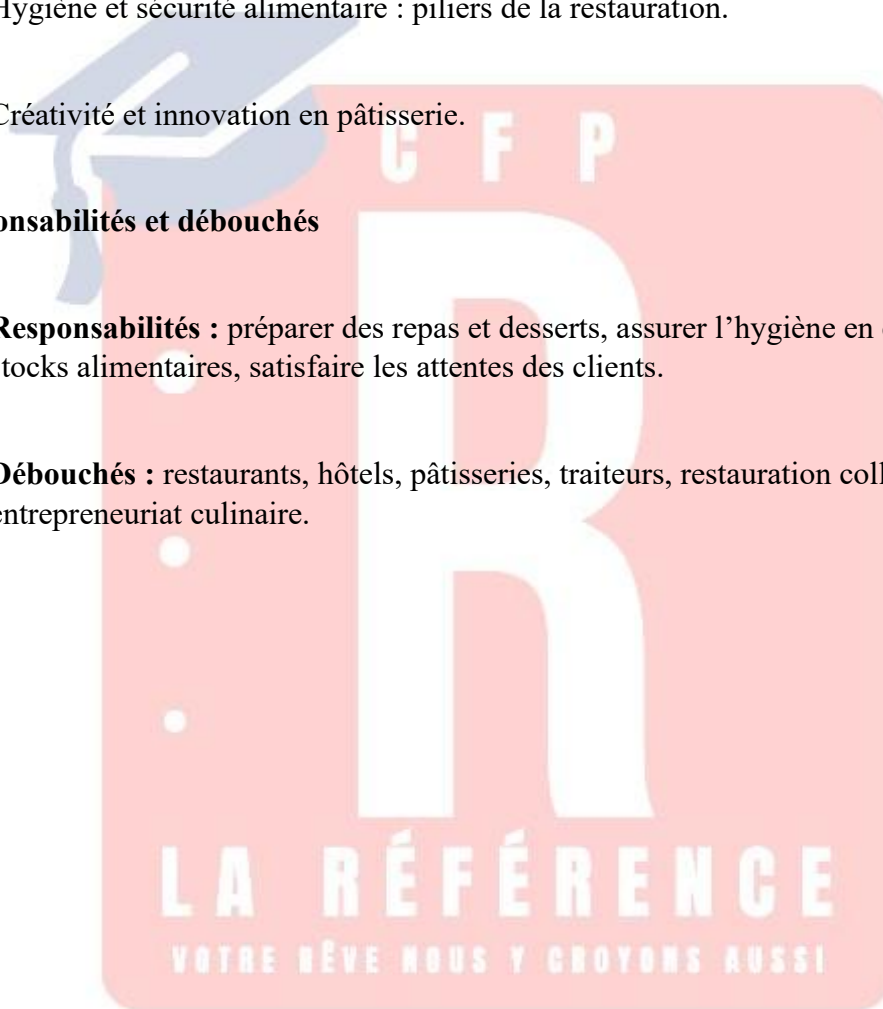 Hygiène et sécurité alimentaire : piliers de la restauration.
Créativité et innovation en pâtisserie.
onsabilités et débouchés
Responsabilités : préparer des repas et desserts, assurer l’hygiène en
tocks alimentaires, satisfaire les attentes des clients.
Débouchés : restaurants, hôtels, pâtisseries, traiteurs, restauration coll
entrepreneuriat culinaire.
C F P
R
LA RÉFÉRENCE
VOTRE RÊVE NOUS Y CROYONS AUSSI